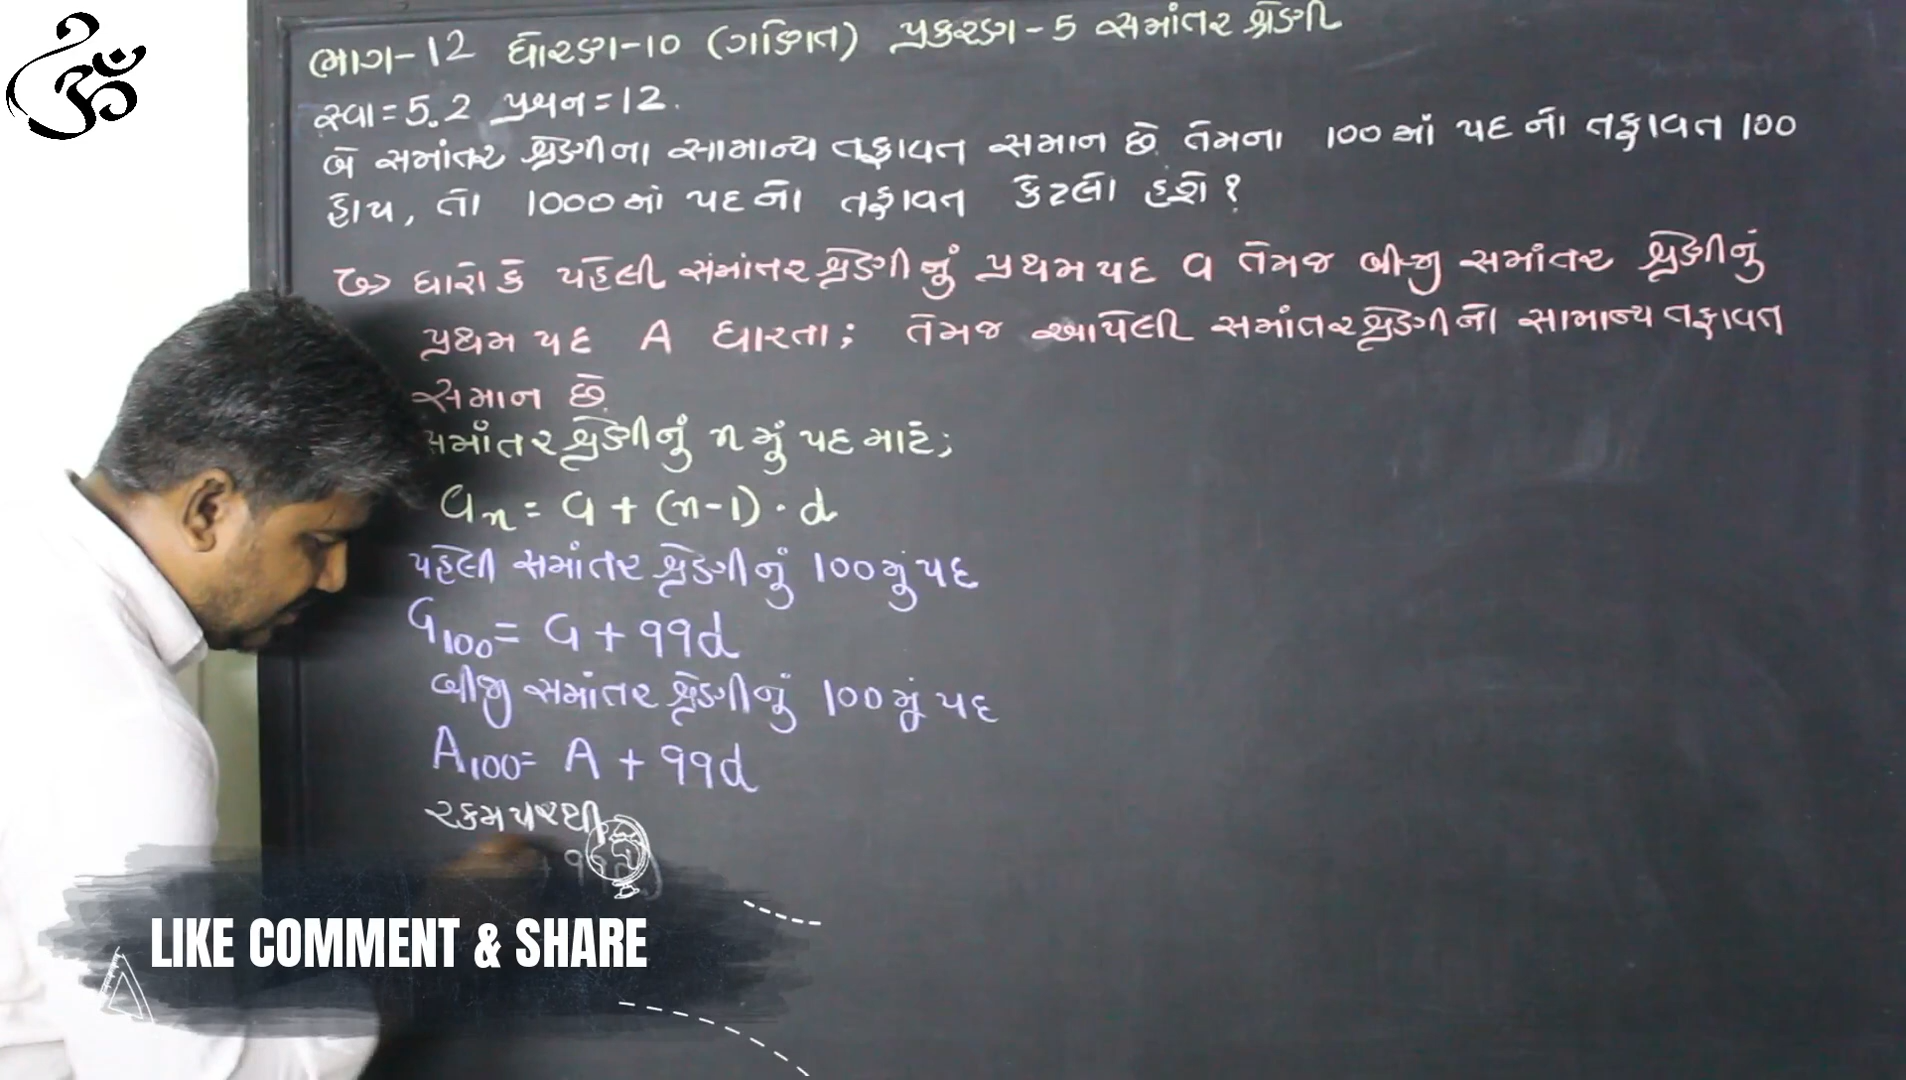 ભાગ-12 ધોરણ-10 (ગણિત) પ્રકરણ-5 સમાંતર શ્રેણી
સ્વા = 5.2 પ્રશ્ન = 12.
બે સમાંતર શ્રેણીના સામાન્ય તફાવત સમાન છે તેમના 100 માં પદ નો તફાવત 100
હોય, તો 1000 માં પદ નો તફાવત કેટલો હશે ?
જ> ધારો કે પહેલી સમાંતર શ્રેણીનું પ્રથમ પદ a તેમજ બીજી સમાંતર શ્રેણીનું
પ્રથમ પદ A ધારતા ; તેમજ આપેલી સમાંતર શ્રેણીનો સામાન્ય તફાવત
સમાન છે.
સમાંતર શ્રેણીનું n મું પદ માટે ;
an = a + (n-1) · d
પહેલી સમાંતર શ્રેણીનું 100 મું પદ
a100 = a + 99d
બીજી સમાંતર શ્રેણીનું 100 મું પદ
A100 = A + 99d
રકમ પરથી
LIKE COMMENT & SHARE